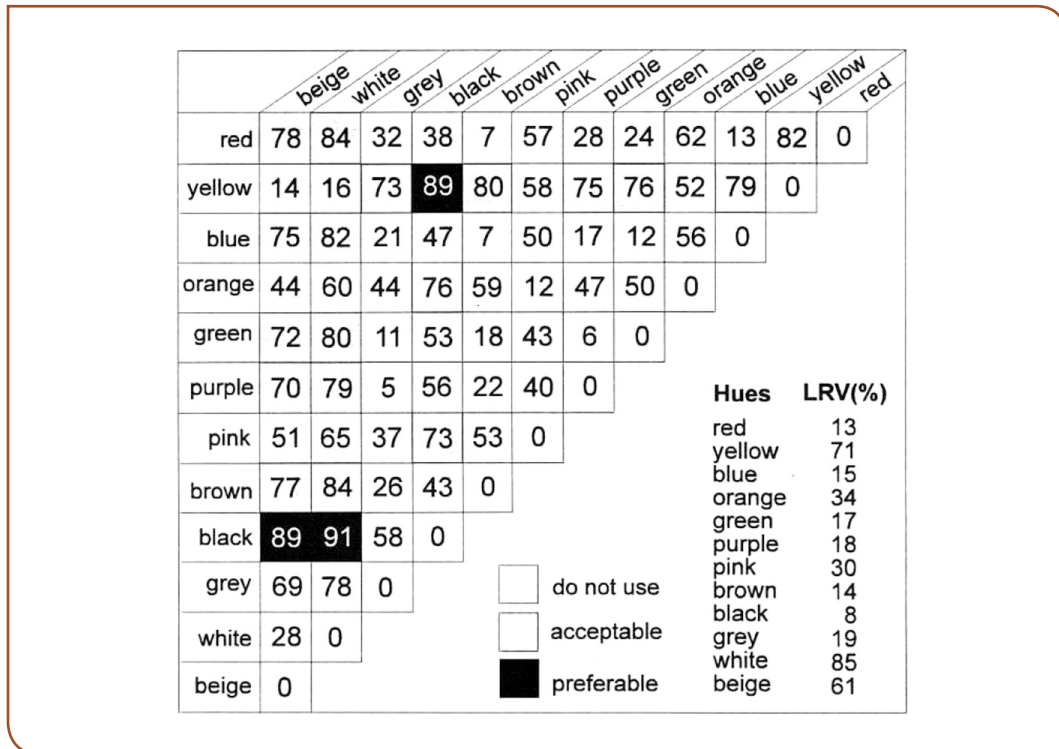 beige white grey black brown pink purple green orange blue yellow red
red 78 84 32 38 7 57 28 24 62 13 82 0
yellow 14 16 73 89 80 58 75 76 52 79 0
blue 75 82 21 47 7 50 17 12 56 0
orange 44 60 44 76 59 12 47 50 0
green 72 80 11 53 18 43 6 0
purple 70 79 5 56 22 40 0
pink 51 65 37 73 53 0
brown 77 84 26 43 0
black 89 91 58 0
grey 69 78 0
white 28 0
beige 0
do not use
acceptable
preferable
Hues LRV(%)
red 13
yellow 71
blue 15
orange 34
green 17
purple 18
pink 30
brown 14
black 8
grey 19
white 85
beige 61